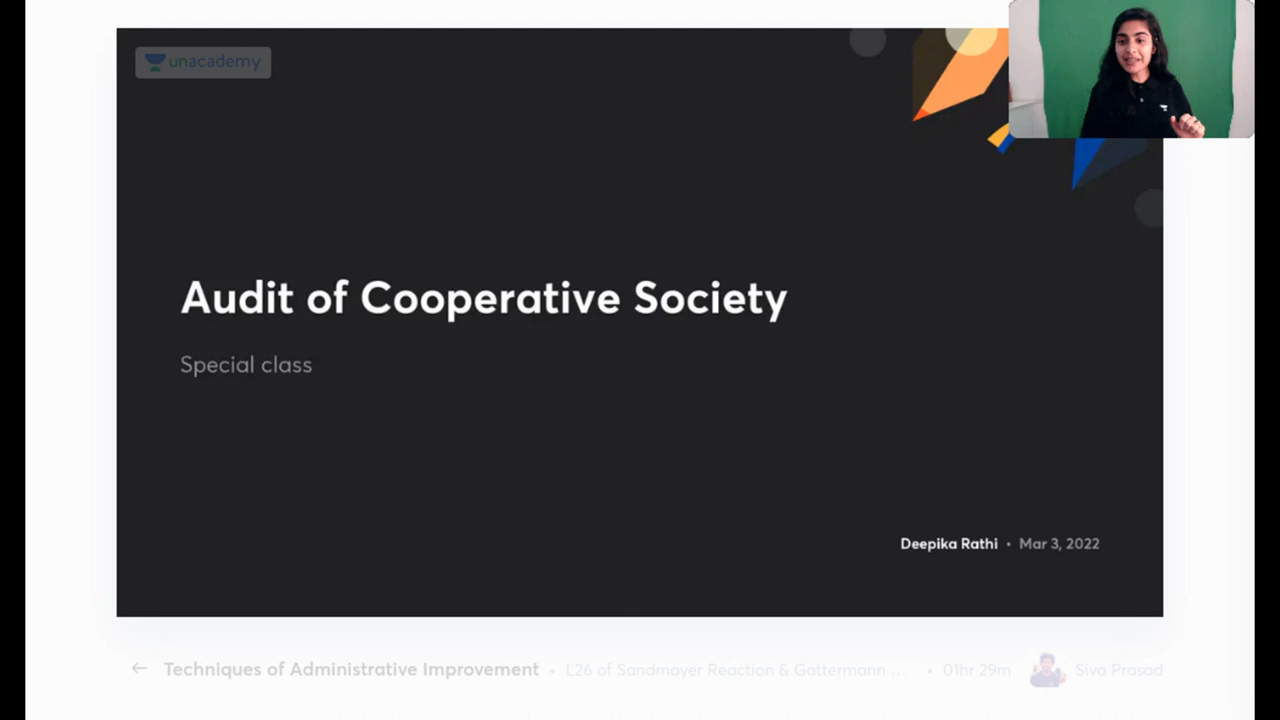 unacademy
Audit of Cooperative Society
Special class
Deepika Rathi • Mar 3, 2022
← Techniques of Administrative Improvement • L26 of Sandmayer Reaction & Gattermann ... • 01hr 29m Siva Prasad